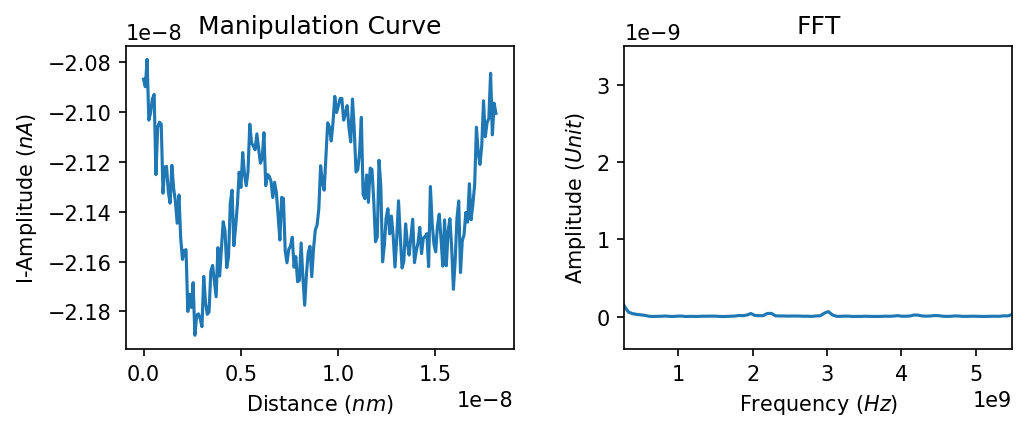 Manipulation Curve
1e−8
−2.08
−2.10
−2.12
−2.14
−2.16
−2.18
I-Amplitude (nA)
0.0 0.5 1.0 1.5
1e−8
Distance (nm)
FFT
1e−9
3
2
1
0
Amplitude (Unit)
1 2 3 4 5
1e9
Frequency (Hz)